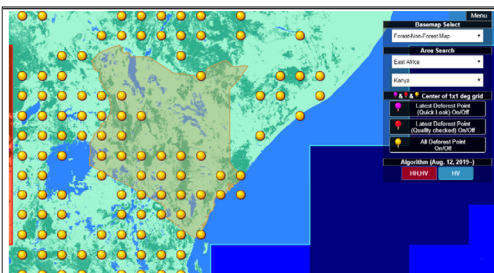 Menu
Basemap Select
Forest-Non-Forest Map
Area Search
East Africa
Kenya
& & Center of 1x1 deg grid
Latest Deforest Point
(Quick Look) On/Off
Latest Deforest Point
(Quality checked) On/Off
All Deforest Point
On/Off
Algorithm (Aug. 12, 2019~)
HH,HV
HV